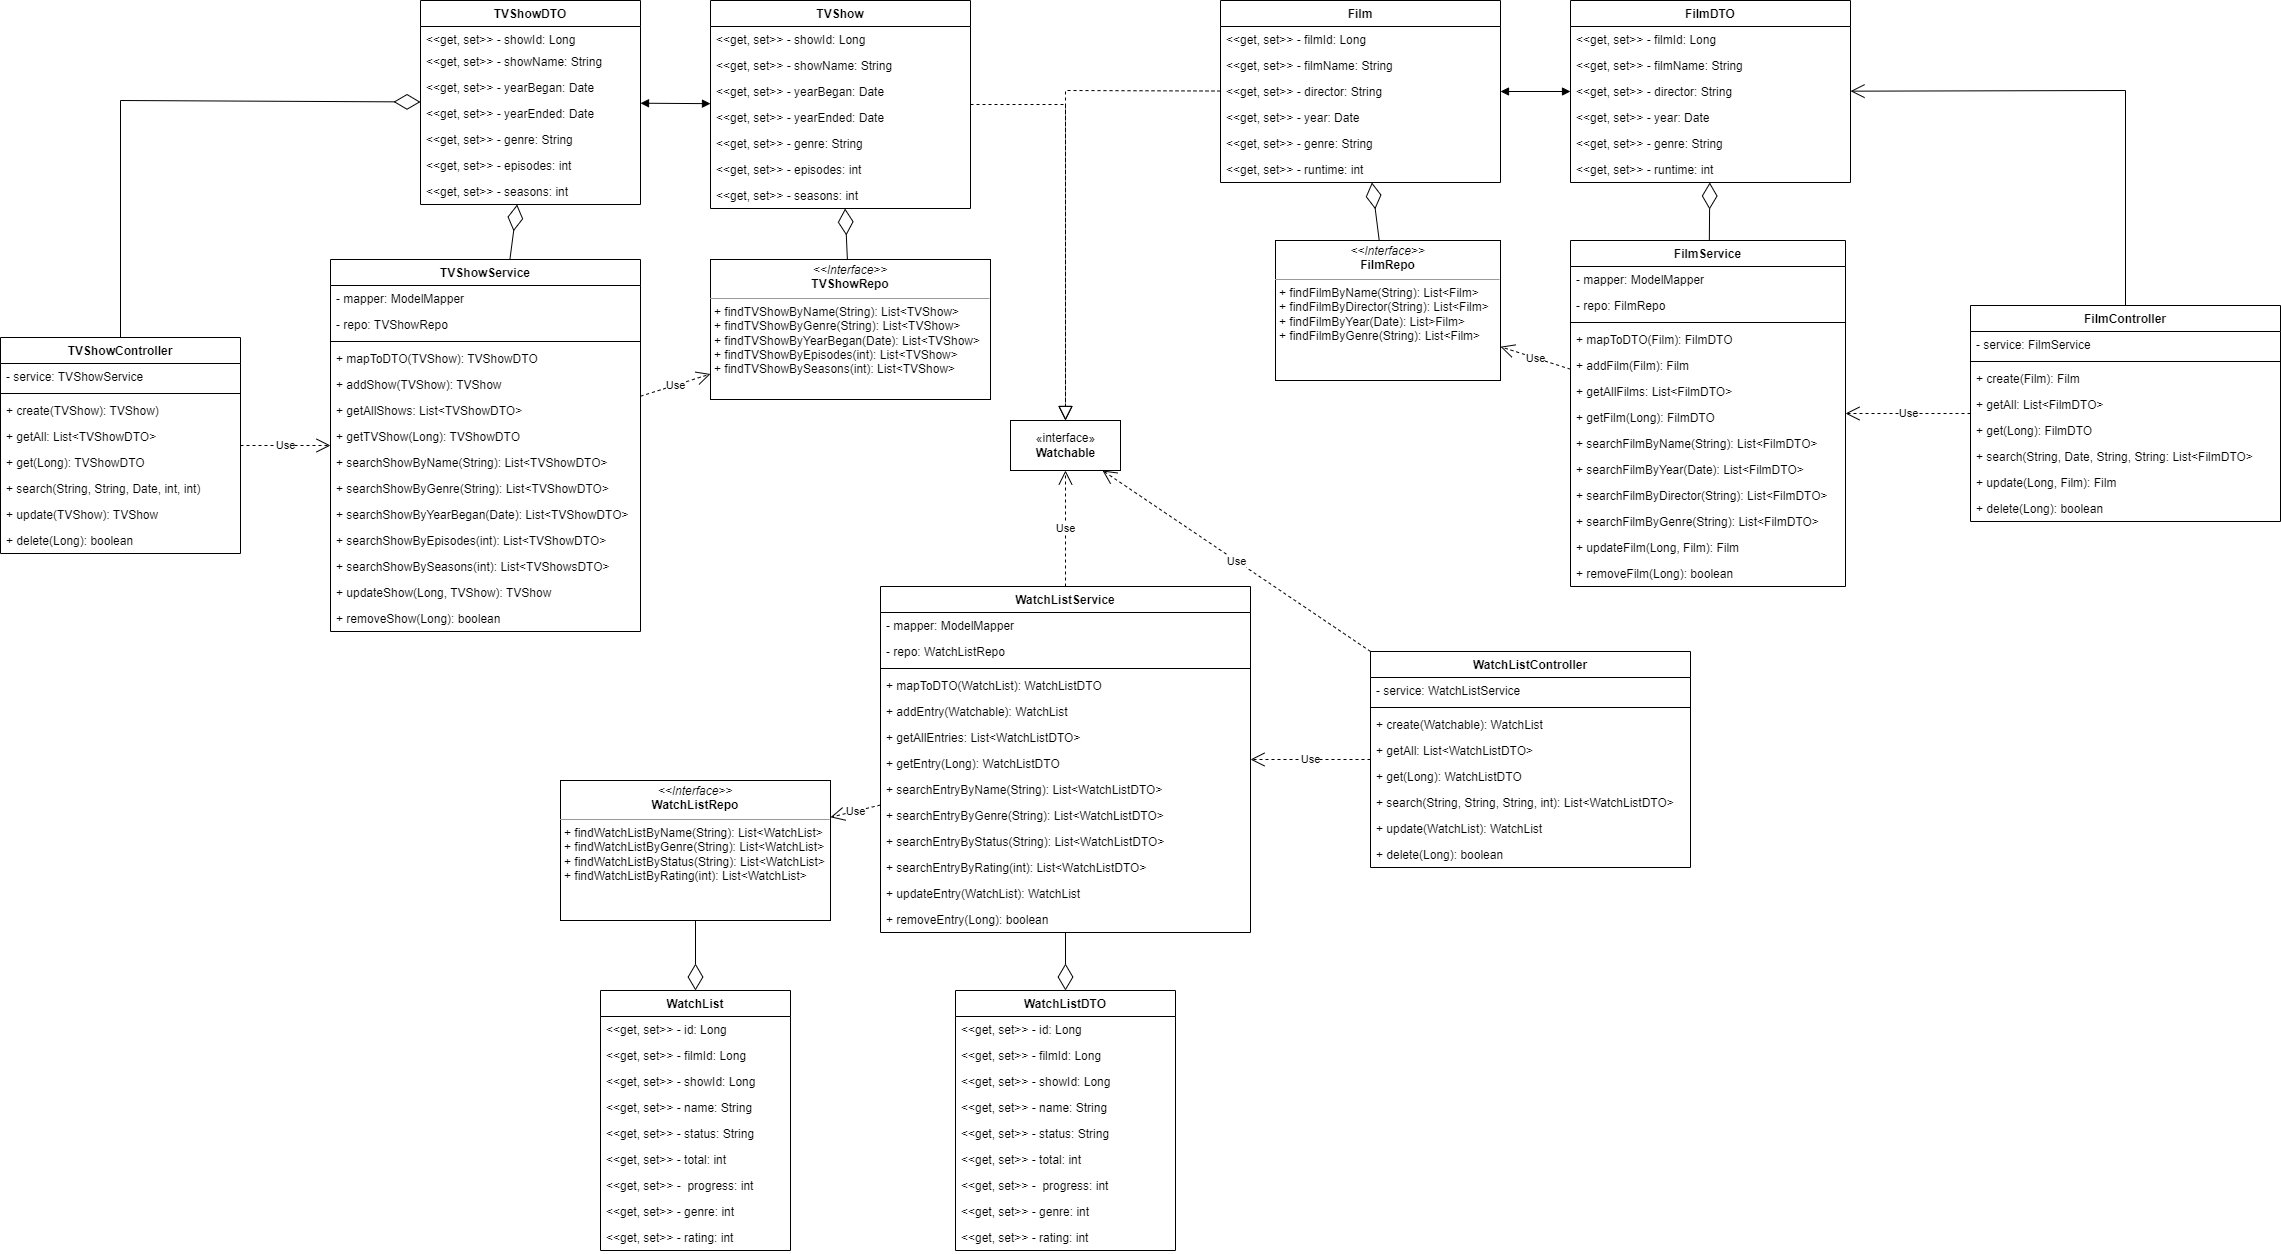 TVShowDTO
<<get, set>> - showId: Long
<<get, set>> - showName: String
<<get, set>> - yearBegan: Date
<<get, set>> - yearEnded: Date
<<get, set>> - genre: String
<<get, set>> - episodes: int
<<get, set>> - seasons: int
TVShow
<<get, set>> - showId: Long
<<get, set>> - showName: String
<<get, set>> - yearBegan: Date
<<get, set>> - yearEnded: Date
<<get, set>> - genre: String
<<get, set>> - episodes: int
<<get, set>> - seasons: int
Film
<<get, set>> - filmId: Long
<<get, set>> - filmName: String
<<get, set>> - director: String
<<get, set>> - year: Date
<<get, set>> - genre: String
<<get, set>> - runtime: int
FilmDTO
<<get, set>> - filmId: Long
<<get, set>> - filmName: String
<<get, set>> - director: String
<<get, set>> - year: Date
<<get, set>> - genre: String
<<get, set>> - runtime: int
TVShowController
- service: TVShowService
+ create(TVShow): TVShow)
+ getAll: List<TVShowDTO>
+ get(Long): TVShowDTO
+ search(String, String, Date, int, int)
+ update(TVShow): TVShow
+ delete(Long): boolean
Use
TVShowService
- mapper: ModelMapper
- repo: TVShowRepo
+ mapToDTO(TVShow): TVShowDTO
+ addShow(TVShow): TVShow
+ getAllShows: List<TVShowDTO>
+ getTVShow(Long): TVShowDTO
+ searchShowByName(String): List<TVShowDTO>
+ searchShowByGenre(String): List<TVShowDTO>
+ searchShowByYearBegan(Date): List<TVShowDTO>
+ searchShowByEpisodes(int): List<TVShowDTO>
+ searchShowBySeasons(int): List<TVShowsDTO>
+ updateShow(Long, TVShow): TVShow
+ removeShow(Long): boolean
Use
<<Interface>>
TVShowRepo
+ findTVShowByName(String): List<TVShow>
+ findTVShowByGenre(String): List<TVShow>
+ findTVShowByYearBegan(Date): List<TVShow>
+ findTVShowByEpisodes(int): List<TVShow>
+ findTVShowBySeasons(int): List<TVShow>
<<Interface>>
FilmRepo
+ findFilmByName(String): List<Film>
+ findFilmByDirector(String): List<Film>
+ findFilmByYear(Date): List>Film>
+ findFilmByGenre(String): List<Film>
Use
FilmService
- mapper: ModelMapper
- repo: FilmRepo
+ mapToDTO(Film): FilmDTO
+ addFilm(Film): Film
+ getAllFilms: List<FilmDTO>
+ getFilm(Long): FilmDTO
+ searchFilmByName(String): List<FilmDTO>
+ searchFilmByYear(Date): List<FilmDTO>
+ searchFilmByDirector(String): List<FilmDTO>
+ searchFilmByGenre(String): List<FilmDTO>
+ updateFilm(Long, Film): Film
+ removeFilm(Long): boolean
Use
FilmController
- service: FilmService
+ create(Film): Film
+ getAll: List<FilmDTO>
+ get(Long): FilmDTO
+ search(String, Date, String, String: List<FilmDTO>
+ update(Long, Film): Film
+ delete(Long): boolean
«interface»
Watchable
Use
Use
WatchListService
- mapper: ModelMapper
- repo: WatchListRepo
+ mapToDTO(WatchList): WatchListDTO
+ addEntry(Watchable): WatchList
+ getAllEntries: List<WatchListDTO>
+ getEntry(Long): WatchListDTO
+ searchEntryByName(String): List<WatchListDTO>
+ searchEntryByGenre(String): List<WatchListDTO>
+ searchEntryByStatus(String): List<WatchListDTO>
+ searchEntryByRating(int): List<WatchListDTO>
+ updateEntry(WatchList): WatchList
+ removeEntry(Long): boolean
Use
WatchListController
- service: WatchListService
+ create(Watchable): WatchList
+ getAll: List<WatchListDTO>
+ get(Long): WatchListDTO
+ search(String, String, String, int): List<WatchListDTO>
+ update(WatchList): WatchList
+ delete(Long): boolean
<<Interface>>
WatchListRepo
+ findWatchListByName(String): List<WatchList>
+ findWatchListByGenre(String): List<WatchList>
+ findWatchListByStatus(String): List<WatchList>
+ findWatchListByRating(int): List<WatchList>
Use
WatchList
<<get, set>> - id: Long
<<get, set>> - filmId: Long
<<get, set>> - showId: Long
<<get, set>> - name: String
<<get, set>> - status: String
<<get, set>> - total: int
<<get, set>> - progress: int
<<get, set>> - genre: int
<<get, set>> - rating: int
WatchListDTO
<<get, set>> - id: Long
<<get, set>> - filmId: Long
<<get, set>> - showId: Long
<<get, set>> - name: String
<<get, set>> - status: String
<<get, set>> - total: int
<<get, set>> - progress: int
<<get, set>> - genre: int
<<get, set>> - rating: int